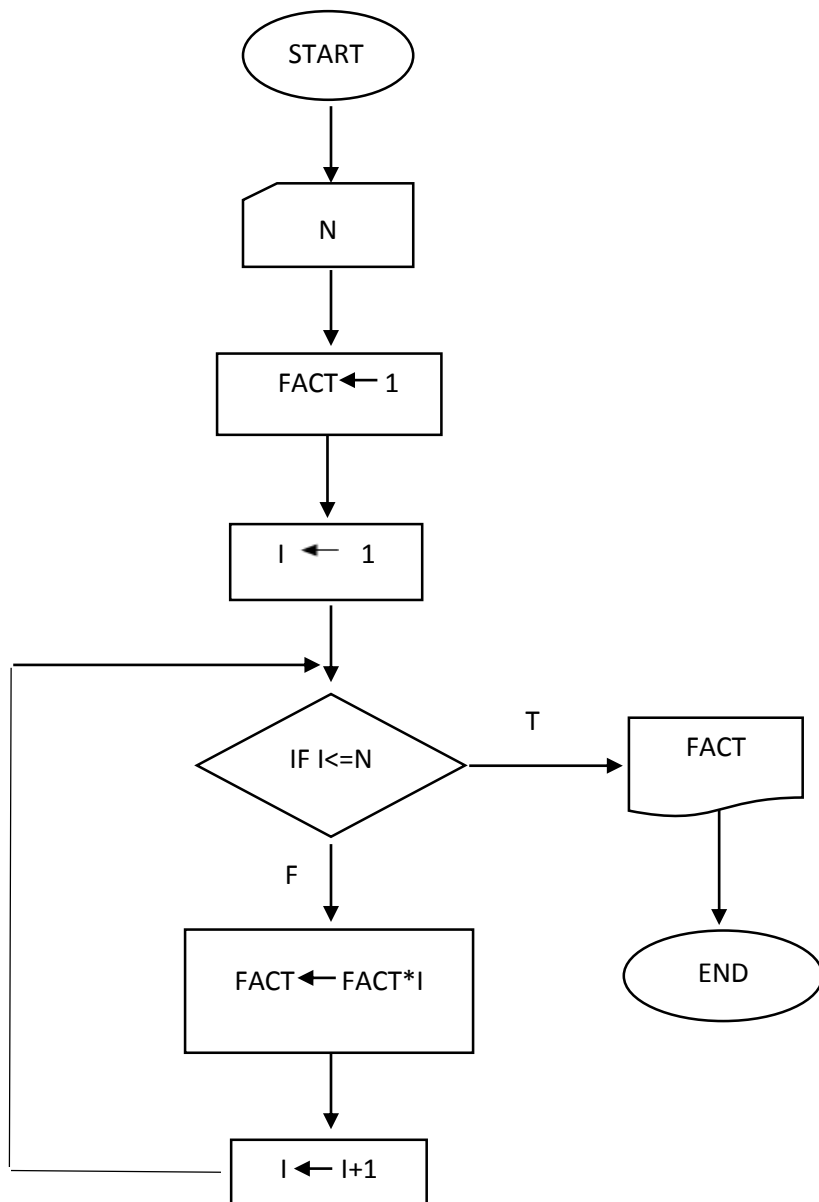 START
N
FACT← 1
I ← 1
IF I<=N
T
FACT
F
FACT← FACT*I
END
I← I+1